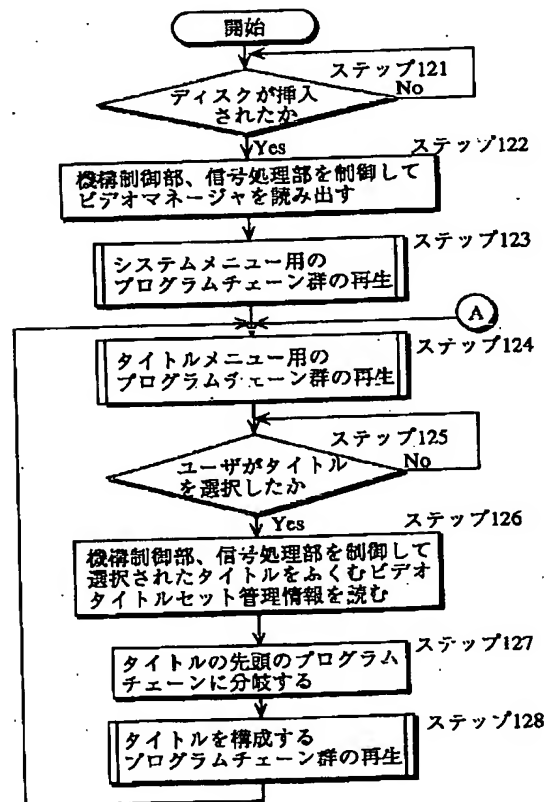 開始
ステップ121
ディスクが挿入
されたか
No
Yes
ステップ122
機構制御部、信号処理部を制御して
ビデオマネージャを読み出す
ステップ123
システムメニュー用の
プログラムチェーン群の再生
A
ステップ124
タイトルメニュー用の
プログラムチェーン群の再生
ステップ125
ユーザがタイトル
を選択したか
No
Yes
ステップ126
機構制御部、信号処理部を制御して
選択されたタイトルをふくむビデオ
タイトルセット管理情報を読む
ステップ127
タイトルの先頭のプログラム
チェーンに分岐する
ステップ128
タイトルを構成する
プログラムチェーン群の再生